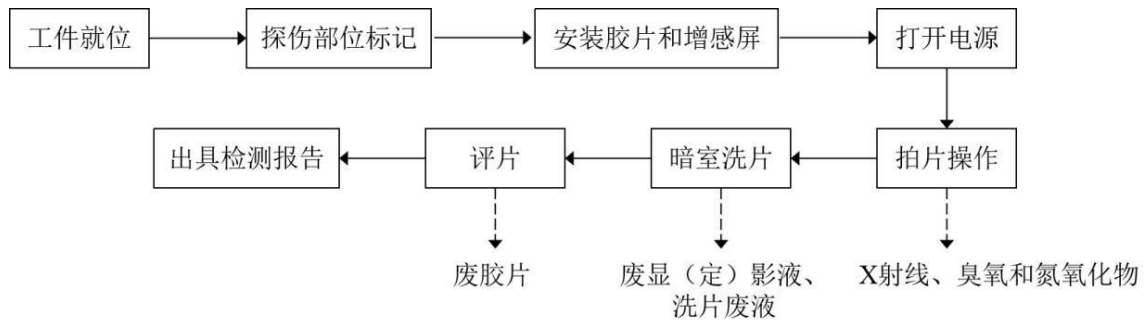 工件就位
探伤部位标记
安装胶片和增感屏
打开电源
出具检测报告
评片
暗室洗片
拍片操作
废胶片
废显（定）影液、
洗片废液
X射线、臭氧和氮氧化物